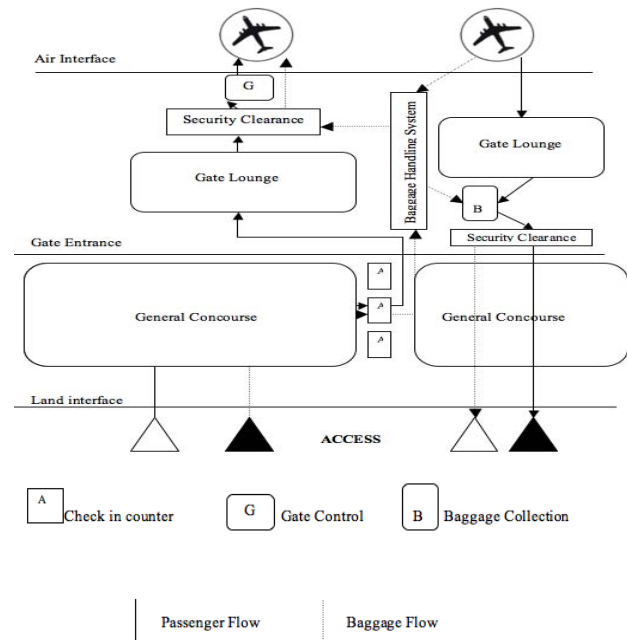 Air Interface
G
Security Clearance
Gate Lounge
Baggage Handling System
Gate Lounge
B
Security Clearance
Gate Entrance
A
A
A
General Concourse
General Concourse
Land interface
ACCESS
A
Check in counter
G
Gate Control
B
Baggage Collection
Passenger Flow
Baggage Flow